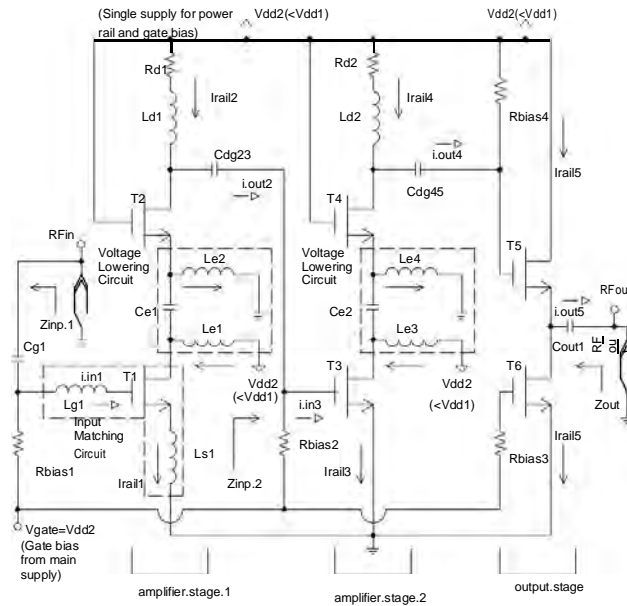 (Single supply for power
rail and gate bias)
Vdd2(<Vdd1)
Vdd2(<Vdd1)
Rd1
Irail2
Ld1
Rd2
Irail4
Ld2
Rbias4
Cdg23
i.out2
i.out4
Cdg45
Irail5
T2
T4
T5
RFin
Voltage
Lowering
Circuit
Le2
Ce1
Le1
Voltage
Lowering
Circuit
Le4
Ce2
Le3
RFou
i.out5
Cout1
RF
ou
Zinp.1
Cg1
i.in1
T1
Vdd2
(<Vdd1)
T3
Vdd2
(<Vdd1)
T6
Zout
Lg1
Input
Matching
Circuit
i.in3
Rbias1
Ls1
Rbias2
Rbias3
Irail1
Zinp.2
Irail3
Irail5
Vgate=Vdd2
(Gate bias
from main
supply)
amplifier.stage.1
amplifier.stage.2
output.stage